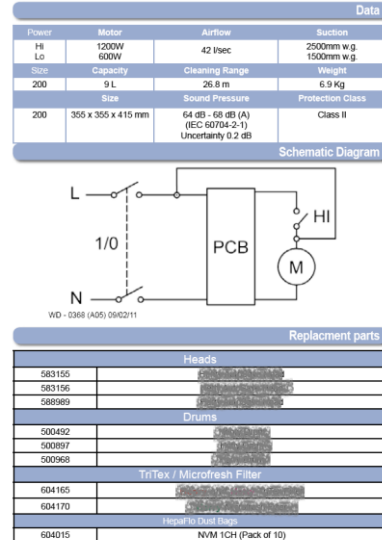 Data
Power Motor Airflow Suction
Hi 1200W 42 l/sec 2500mm w.g.
Lo 600W 1500mm w.g.
Size Capacity Cleaning Range Weight
200 9 L 26.8 m 6.9 Kg
Size Sound Pressure Protection Class
200 355 x 355 x 415 mm 64 dB - 68 dB (A) Class II
(IEC 60704-2-1)
Uncertainty 0.2 dB
Schematic Diagram
L
HI
1/0
PCB
M
N
WD - 0368 (A05) 09/02/11
Replacment parts
Heads
583155
583156
588989
Drums
500492
500897
500968
TriTex / Microfresh Filter
604165
604170
HepaFlo Dust Bags
604015 NVM 1CH (Pack of 10)